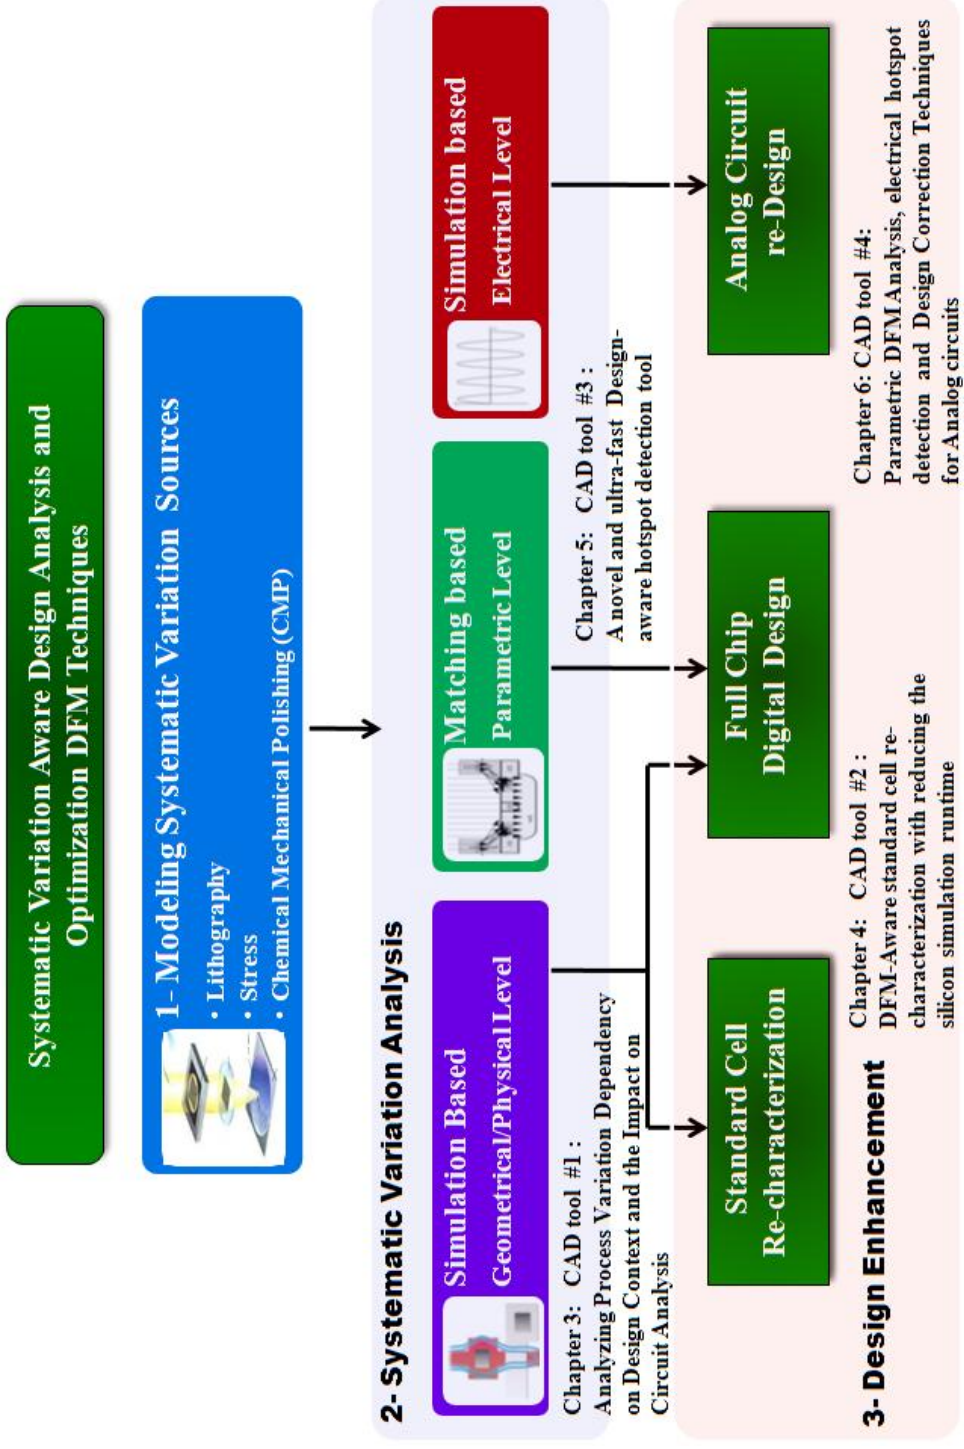 Systematic Variation Aware Design Analysis and
Optimization DFM Techniques
1- Modeling Systematic Variation Sources
• Lithography
• Stress
• Chemical Mechanical Polishing (CMP)
2- Systematic Variation Analysis
Simulation Based
Geometrical/Physical Level
Matching based
Parametric Level
Simulation based
Electrical Level
Chapter 3: CAD tool #1 :
Analyzing Process Variation Dependency
on Design Context and the Impact on
Circuit Analysis
Chapter 5: CAD tool #3 :
A novel and ultra-fast Design-
aware hotspot detection tool
Standard Cell
Re-characterization
Full Chip
Digital Design
Analog Circuit
re-Design
3- Design Enhancement
Chapter 4: CAD tool #2 :
DFM-Aware standard cell re-
characterization with reducing the
silicon simulation runtime
Chapter 6: CAD tool #4:
Parametric DFM Analysis, electrical hotspot
detection and Design Correction Techniques
for Analog circuits